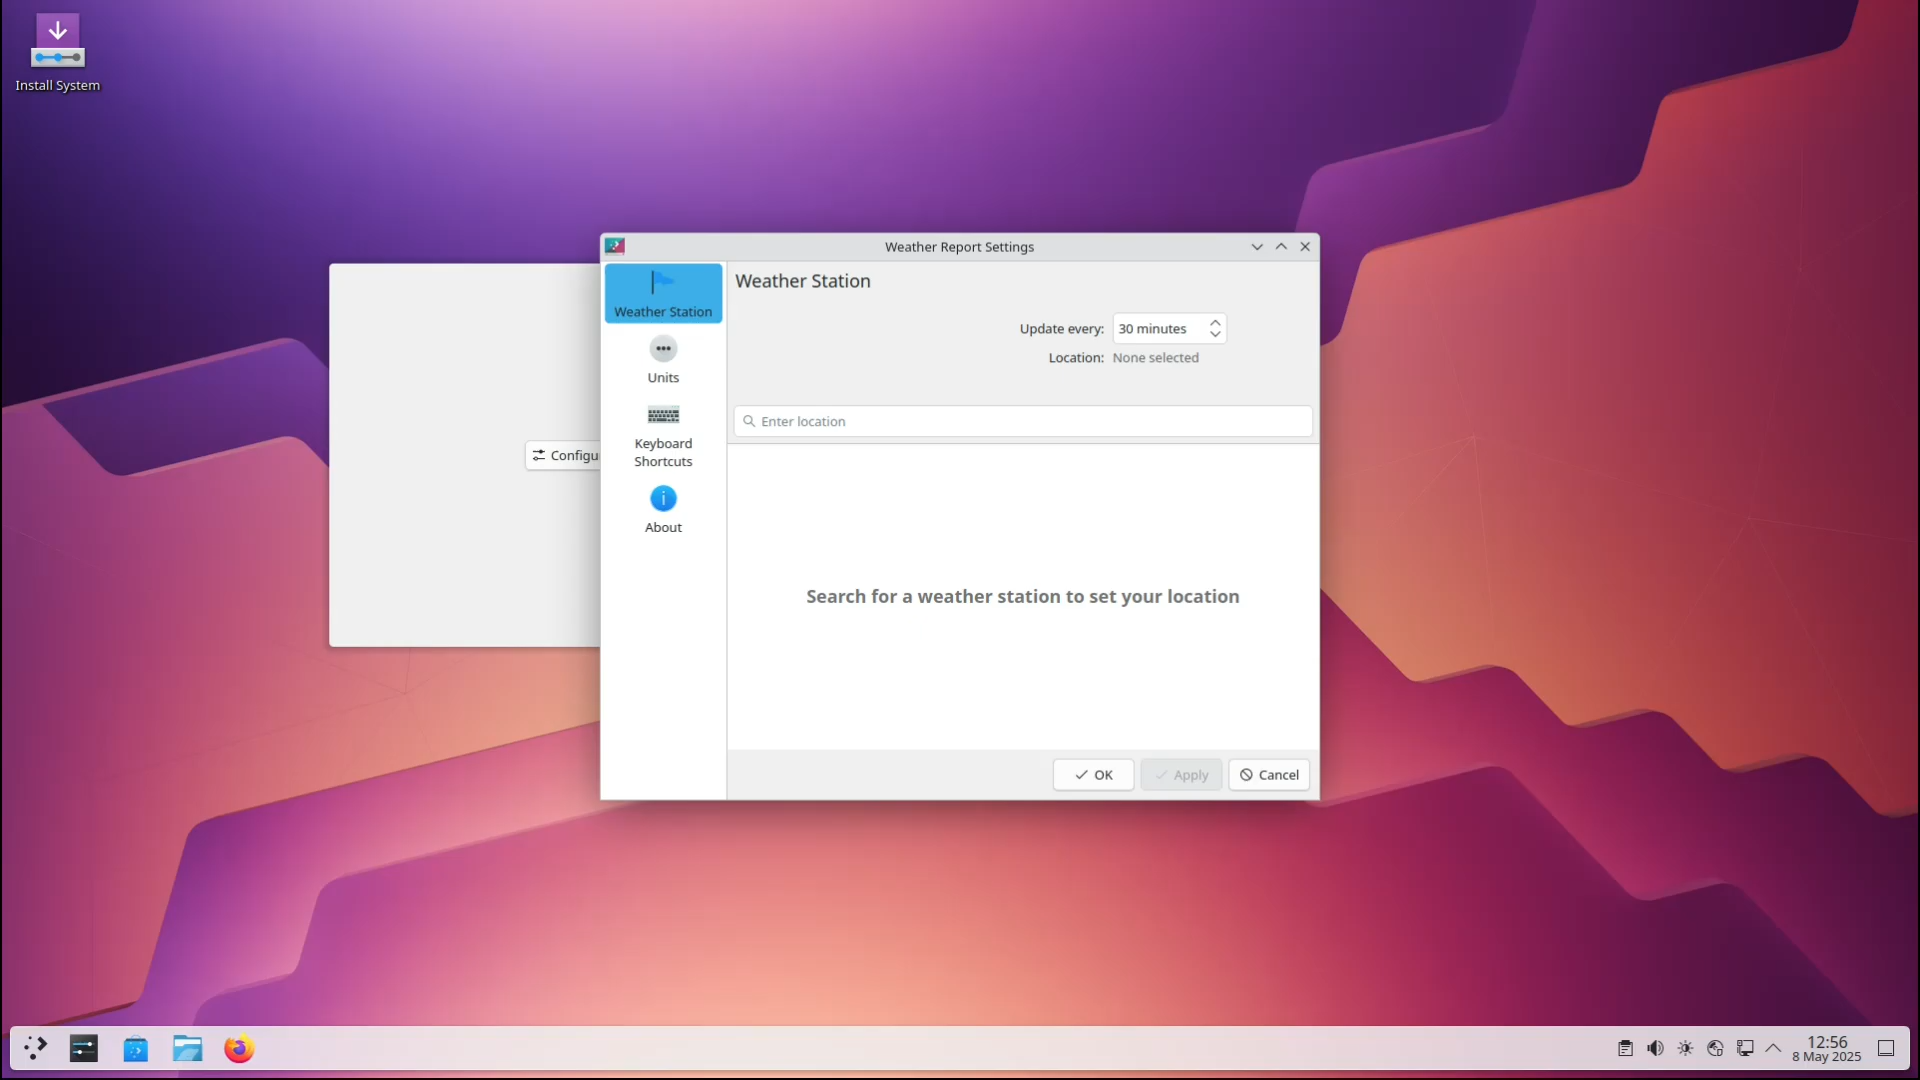 Install System
Weather Report Settings
Weather Station
Units
Keyboard
Shortcuts
About
Weather Station
Update every: 30 minutes
Location: None selected
Enter location
Search for a weather station to set your location
OK
Apply
Cancel
Configu
12:56
8 May 2025